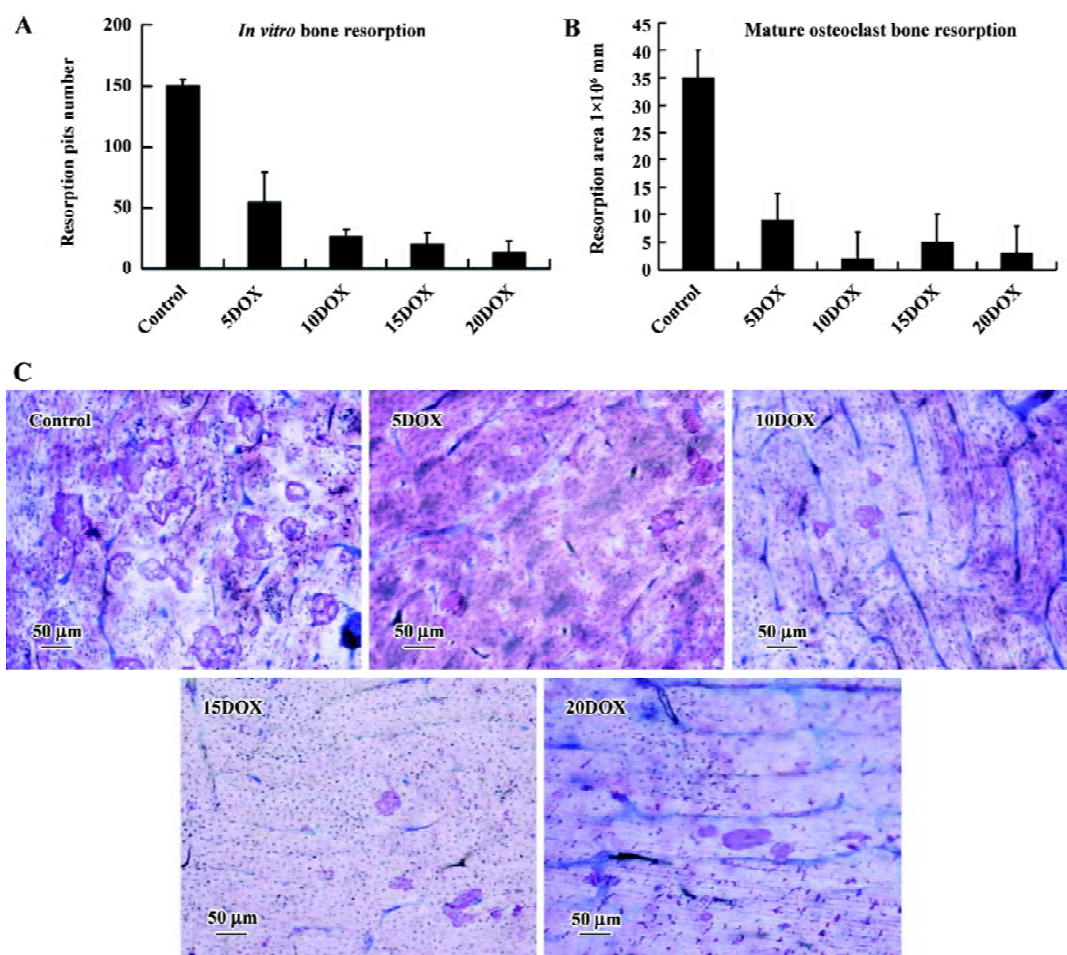 A
In vitro bone resorption
Resorption pits number
200
150
100
50
0
Control
5DOX
10DOX
15DOX
20DOX
B
Mature osteoclast bone resorption
Resorption area 1×10⁶ mm
45
40
35
30
25
20
15
10
5
0
Control
5DOX
10DOX
15DOX
20DOX
C
Control
50 μm
5DOX
50 μm
10DOX
50 μm
15DOX
50 μm
20DOX
50 μm